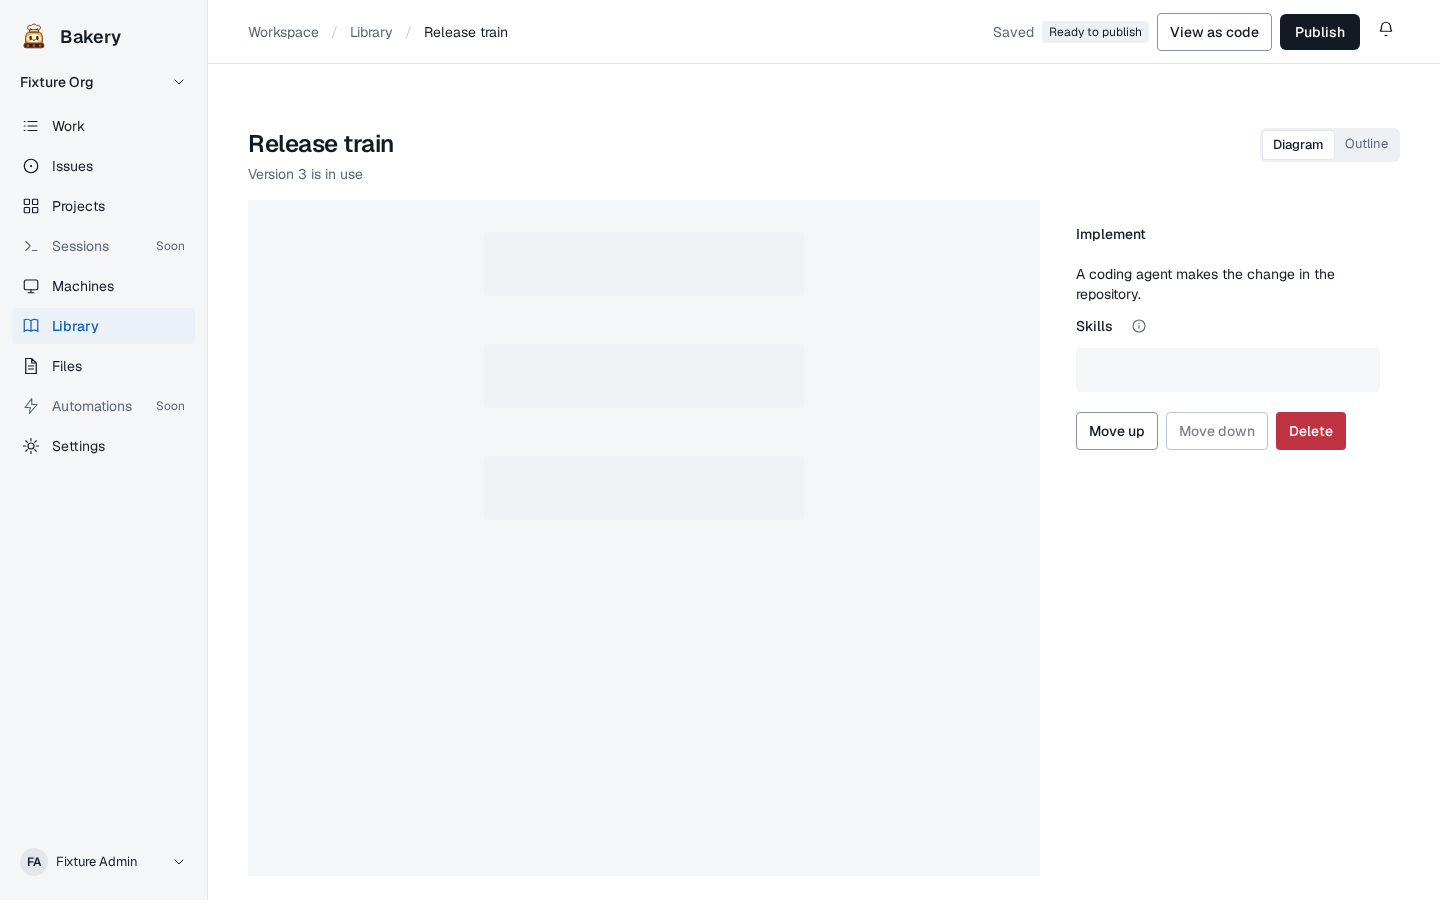 Bakery
Fixture Org
Work
Issues
Projects
Sessions Soon
Machines
Library
Files
Automations Soon
Settings
FA Fixture Admin
Workspace / Library / Release train
Saved Ready to publish View as code Publish
Release train
Version 3 is in use
Diagram Outline
Implement
A coding agent makes the change in the
repository.
Skills
Move up Move down Delete